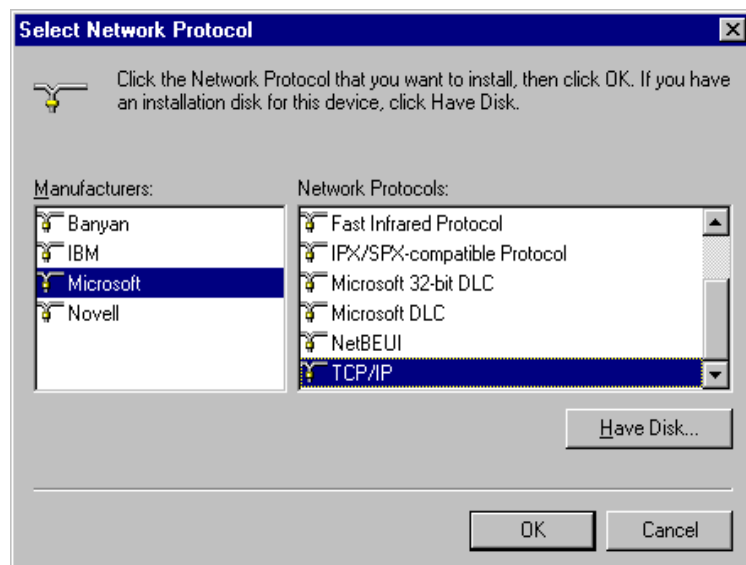 Select Network Protocol
Click the Network Protocol that you want to install, then click OK. If you have
an installation disk for this device, click Have Disk.
Manufacturers:
Banyan
IBM
Microsoft
Novell
Network Protocols:
Fast Infrared Protocol
IPX/SPX-compatible Protocol
Microsoft 32-bit DLC
Microsoft DLC
NetBEUI
TCP/IP
Have Disk...
OK
Cancel